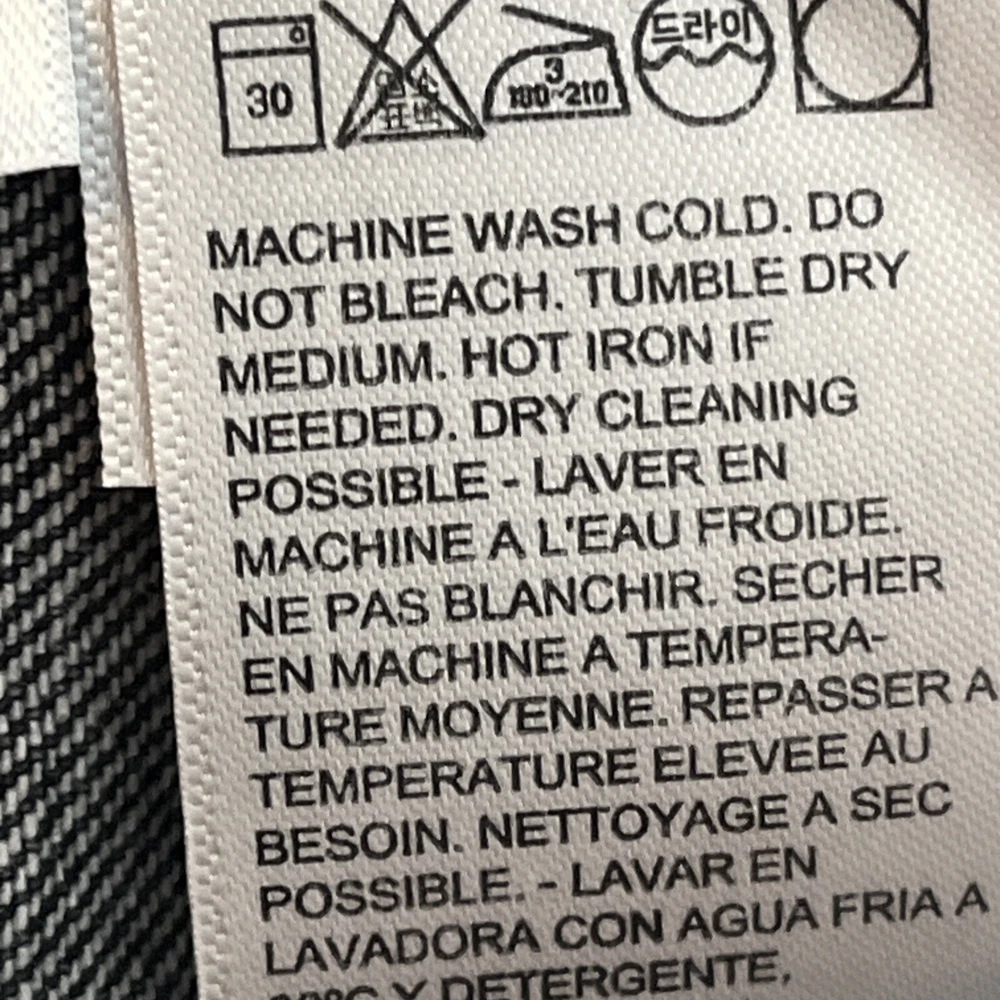 30
염소
표백
3
180~210
드라이
MACHINE WASH COLD. DO
NOT BLEACH. TUMBLE DRY
MEDIUM. HOT IRON IF
NEEDED. DRY CLEANING
POSSIBLE - LAVER EN
MACHINE A L'EAU FROIDE.
NE PAS BLANCHIR. SECHER
EN MACHINE A TEMPERA-
TURE MOYENNE. REPASSER A
TEMPERATURE ELEVEE AU
BESOIN. NETTOYAGE A SEC
POSSIBLE. - LAVAR EN
LAVADORA CON AGUA FRIA A
Y DETERGENTE,